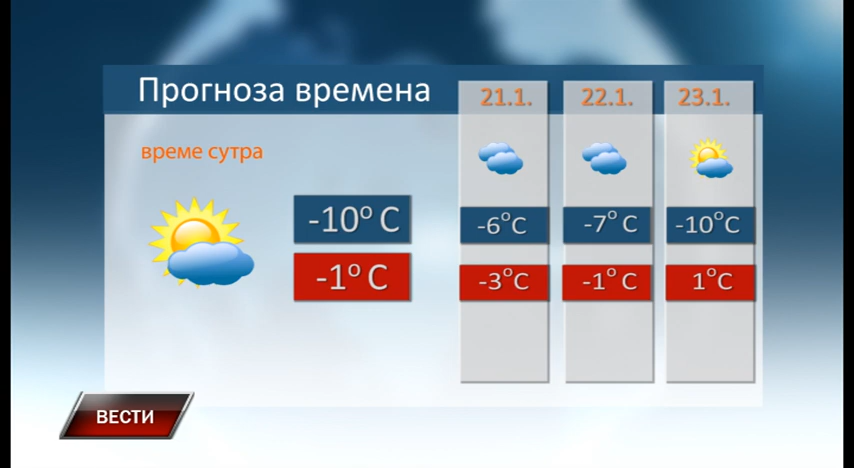 Прогноза времена
време сутра
-10° C
-1° C
21.1. 22.1. 23.1.
-6°C -7°C -10°C
-3°C -1°C 1°C
ВЕСТИ